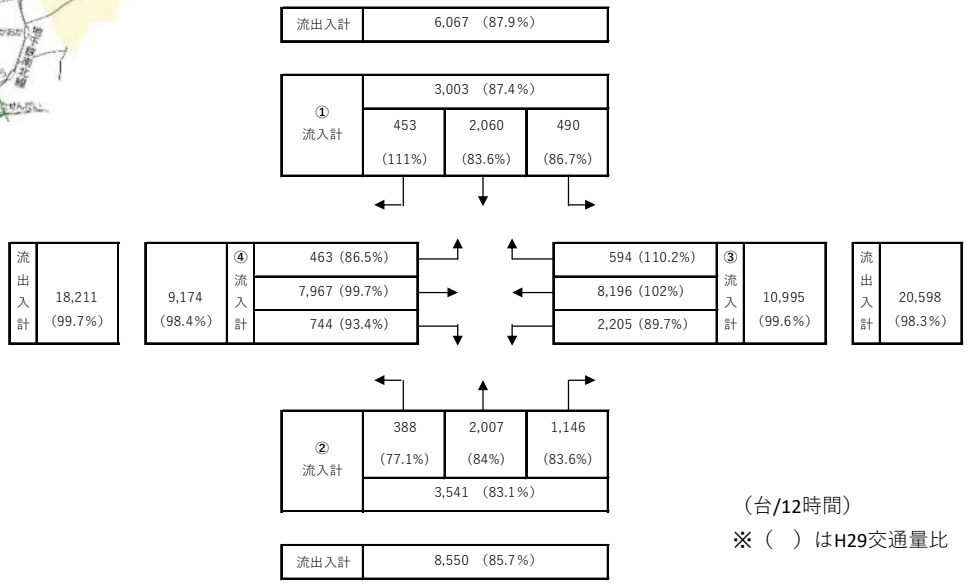 流出入計 6,067 (87.9%)
① 流入計
3,003 (87.4%)
453 2,060 490
(111%) (83.6%) (86.7%)
流出入計
18,211
(99.7%)
9,174
(98.4%)
④流入計
463 (86.5%)
7,967 (99.7%)
744 (93.4%)
594 (110.2%)
8,196 (102%)
2,205 (89.7%)
③流入計
10,995
(99.6%)
流出入計
20,598
(98.3%)
② 流入計
388 2,007 1,146
(77.1%) (84%) (83.6%)
3,541 (83.1%)
流出入計 8,550 (85.7%)
(台/12時間)
※( )はH29交通量比